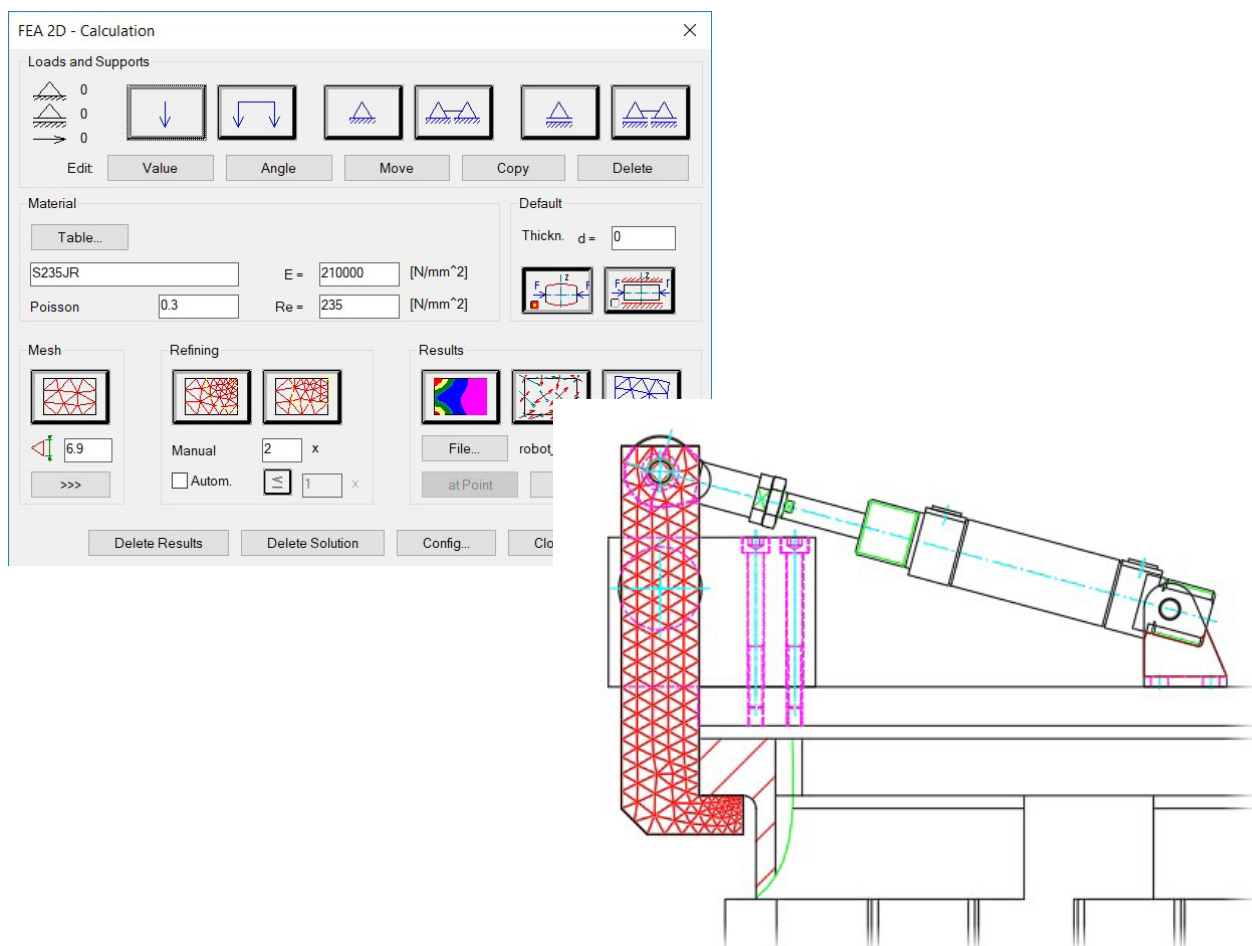 FEA 2D - Calculation
Loads and Supports
0
0
0
Edit: Value Angle Move Copy Delete
Material
Default
Table...
Thickn. d = 0
S235JR E = 210000 [N/mm^2]
Poisson 0.3 Re = 235 [N/mm^2]
z F F
z F
Mesh Refining Results
6.9 Manual 2 x File... robot_
>>> Autom. ≤ 1 x at Point
Delete Results Delete Solution Config... Clo